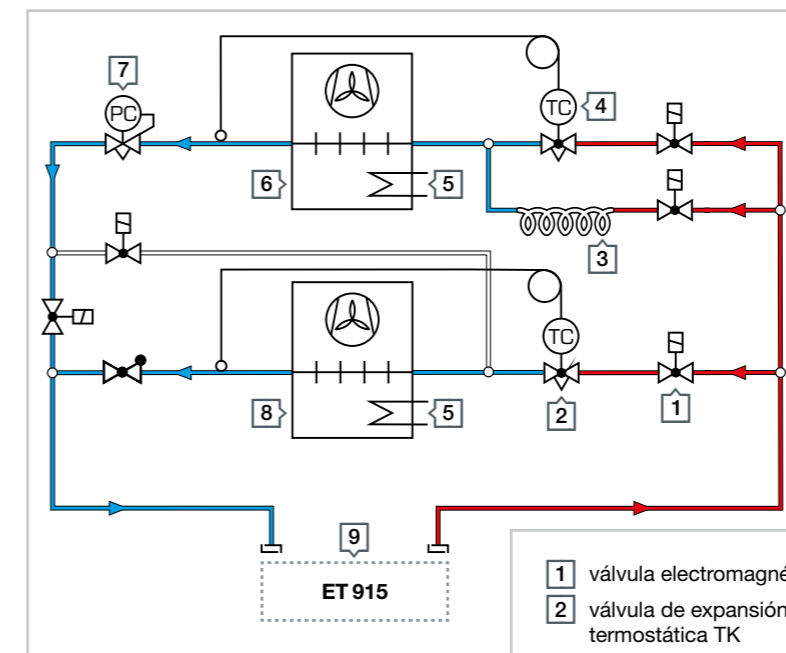 7
PC
TC
4
6
5
3
TC
8
5
2
1
9
ET 915
1 válvula electromagné
2 válvula de expansión
termostática TK